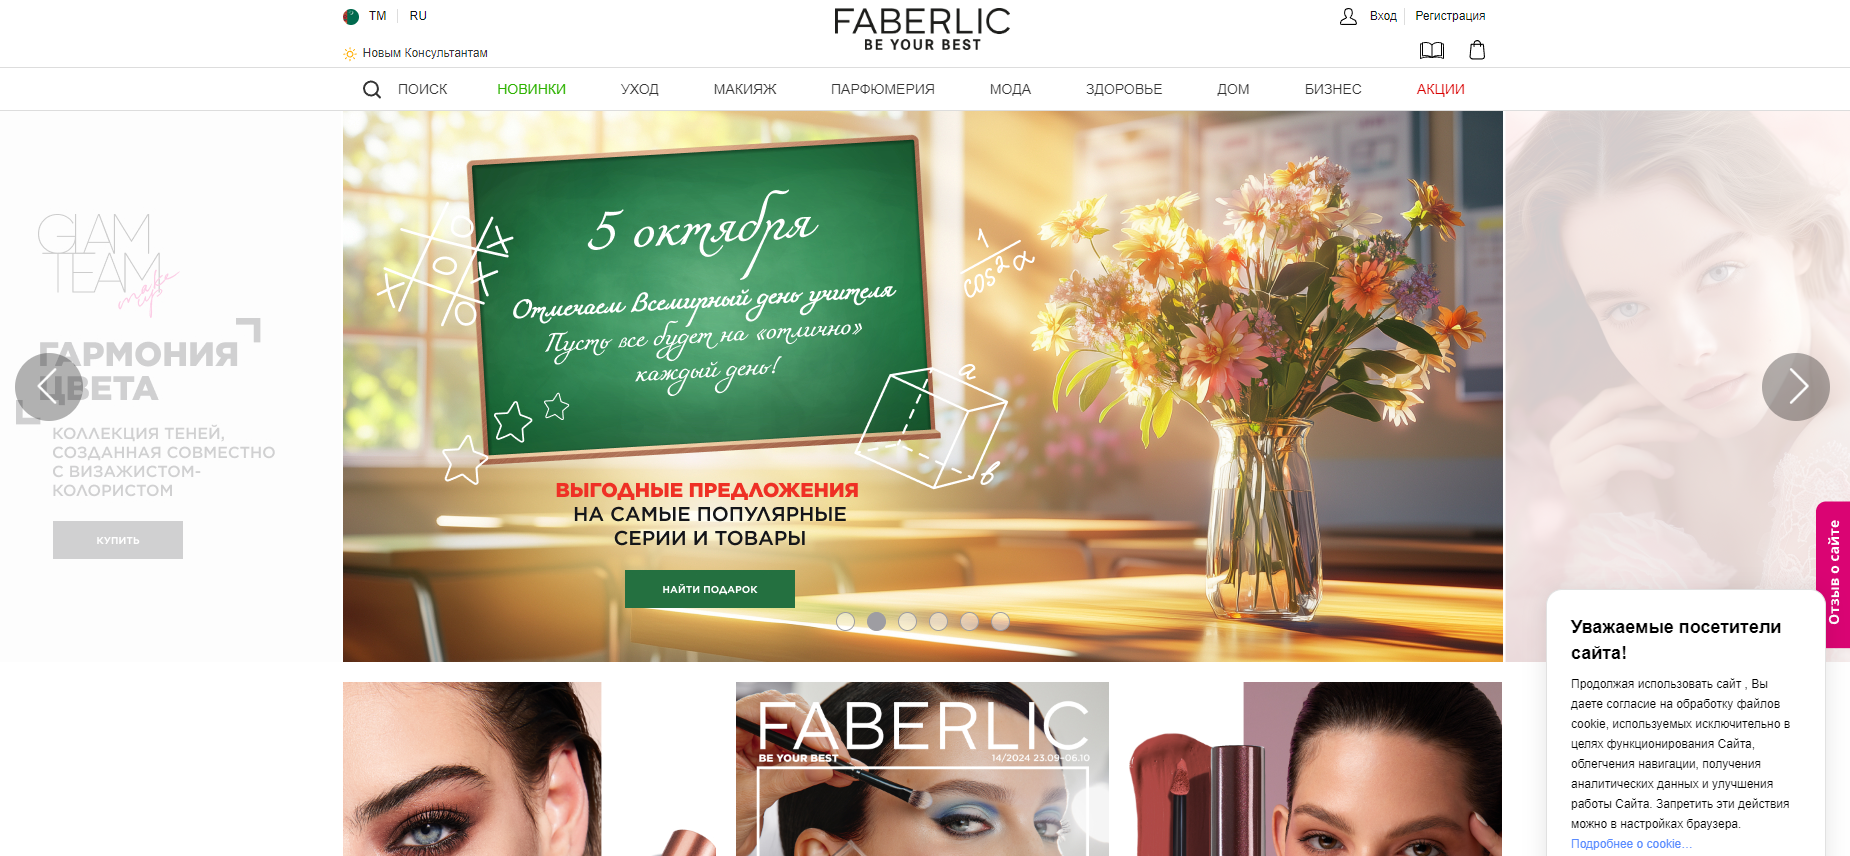 TM
RU
FABERLIC
BE YOUR BEST
Вход
Регистрация
Новым Консультантам
ПОИСК
НОВИНКИ
УХОД
МАКИЯЖ
ПАРФЮМЕРИЯ
МОДА
ЗДОРОВЬЕ
ДОМ
БИЗНЕС
АКЦИИ
GLAM
TEAM
make
up
ГАРМОНИЯ
ЦВЕТА
КОЛЛЕКЦИЯ ТЕНЕЙ,
СОЗДАННАЯ СОВМЕСТНО
С ВИЗАЖИСТОМ-
КОЛОРИСТОМ
КУПИТЬ
5 октября
Отмечаем Всемирный день учителя
Пусть все будет на «отлично»
каждый день!
1
cos² α
a
b
ВЫГОДНЫЕ ПРЕДЛОЖЕНИЯ
НА САМЫЕ ПОПУЛЯРНЫЕ
СЕРИИ И ТОВАРЫ
НАЙТИ ПОДАРОК
Отзыв о сайте
FABERLIC
BE YOUR BEST
14/2024 23.09-06.10
Уважаемые посетители
сайта!
Продолжая использовать сайт , Вы
даете согласие на обработку файлов
cookie, используемых исключительно в
целях функционирования Сайта,
облегчения навигации, получения
аналитических данных и улучшения
работы Сайта. Запретить эти действия
можно в настройках браузера.
Подробнее о cookie…